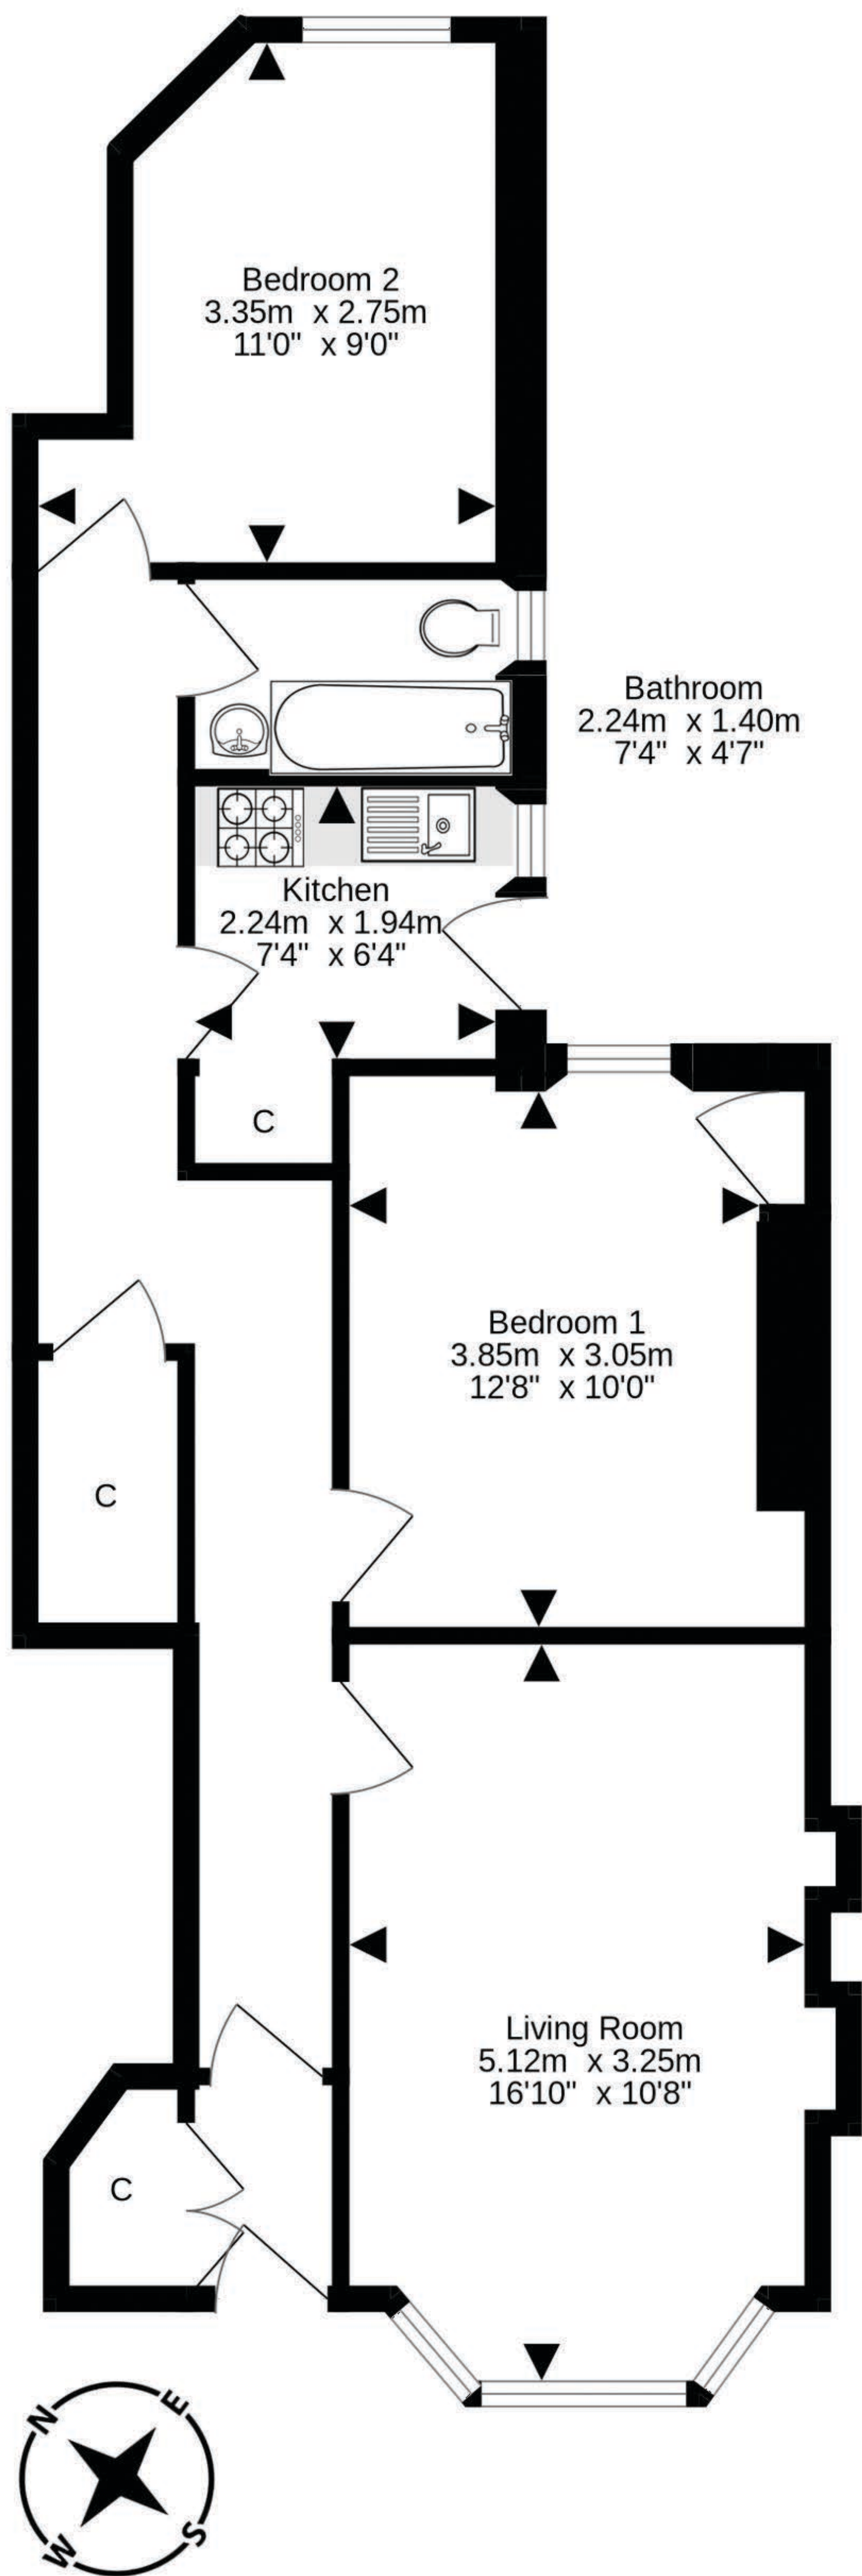 Bedroom 2
3.35m x 2.75m
11'0" x 9'0"
Bathroom
2.24m x 1.40m
7'4" x 4'7"
Kitchen
2.24m x 1.94m
7'4" x 6'4"
C
Bedroom 1
3.85m x 3.05m
12'8" x 10'0"
C
Living Room
5.12m x 3.25m
16'10" x 10'8"
C
N
E
W
S